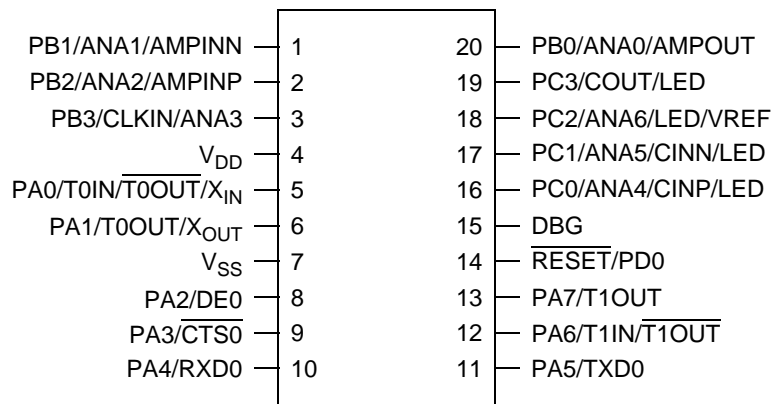 PB1/ANA1/AMPINN 1 20 PB0/ANA0/AMPOUT
PB2/ANA2/AMPINP 2 19 PC3/COUT/LED
PB3/CLKIN/ANA3 3 18 PC2/ANA6/LED/VREF
VDD 4 17 PC1/ANA5/CINN/LED
PA0/T0IN/T0OUT/XIN 5 16 PC0/ANA4/CINP/LED
PA1/T0OUT/XOUT 6 15 DBG
VSS 7 14 RESET/PD0
PA2/DE0 8 13 PA7/T1OUT
PA3/CTS0 9 12 PA6/T1IN/T1OUT
PA4/RXD0 10 11 PA5/TXD0